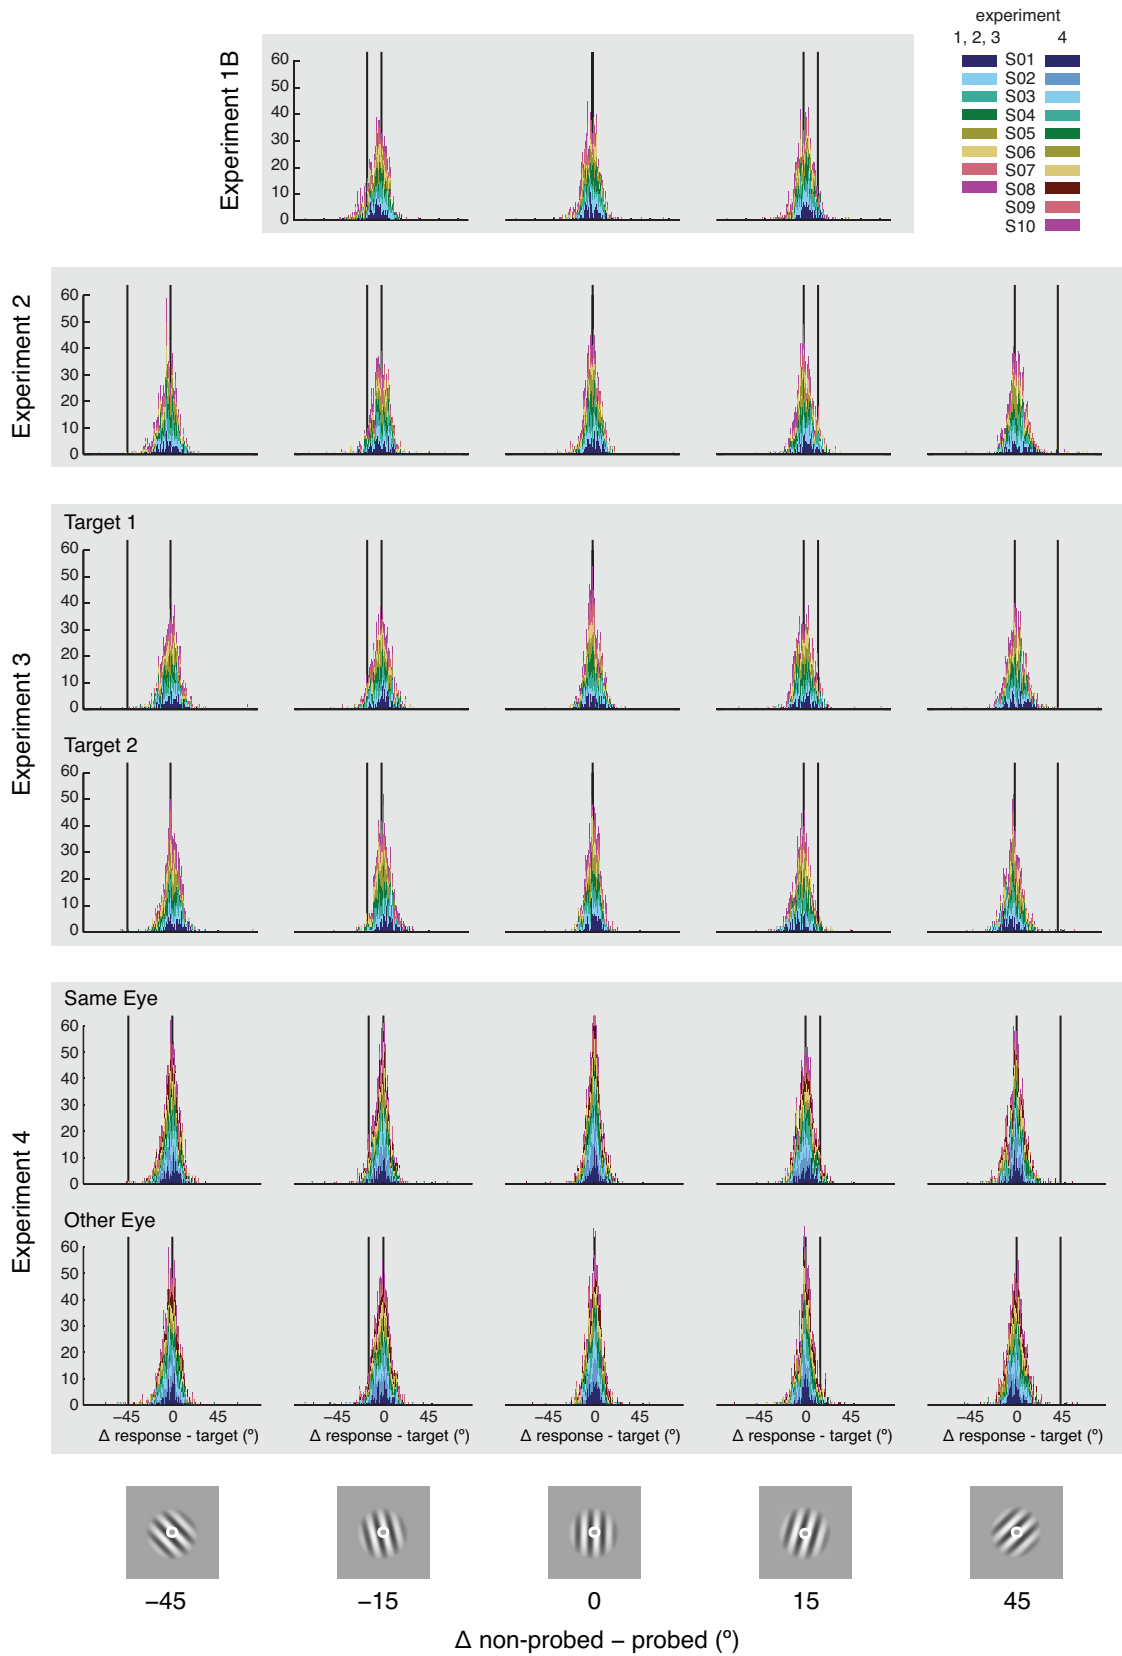 experiment
1, 2, 3 4
S01
S02
S03
S04
S05
S06
S07
S08
S09
S10
Experiment 1B
60
50
40
30
20
10
0
Experiment 2
60
50
40
30
20
10
0
Experiment 3
Target 1
60
50
40
30
20
10
0
Target 2
60
50
40
30
20
10
0
Experiment 4
Same Eye
60
50
40
30
20
10
0
Other Eye
60
50
40
30
20
10
0
−45 0 45 −45 0 45 −45 0 45 −45 0 45 −45 0 45
Δ response - target (º) Δ response - target (º) Δ response - target (º) Δ response - target (º) Δ response - target (º)
−45 −15 0 15 45
Δ non-probed – probed (º)